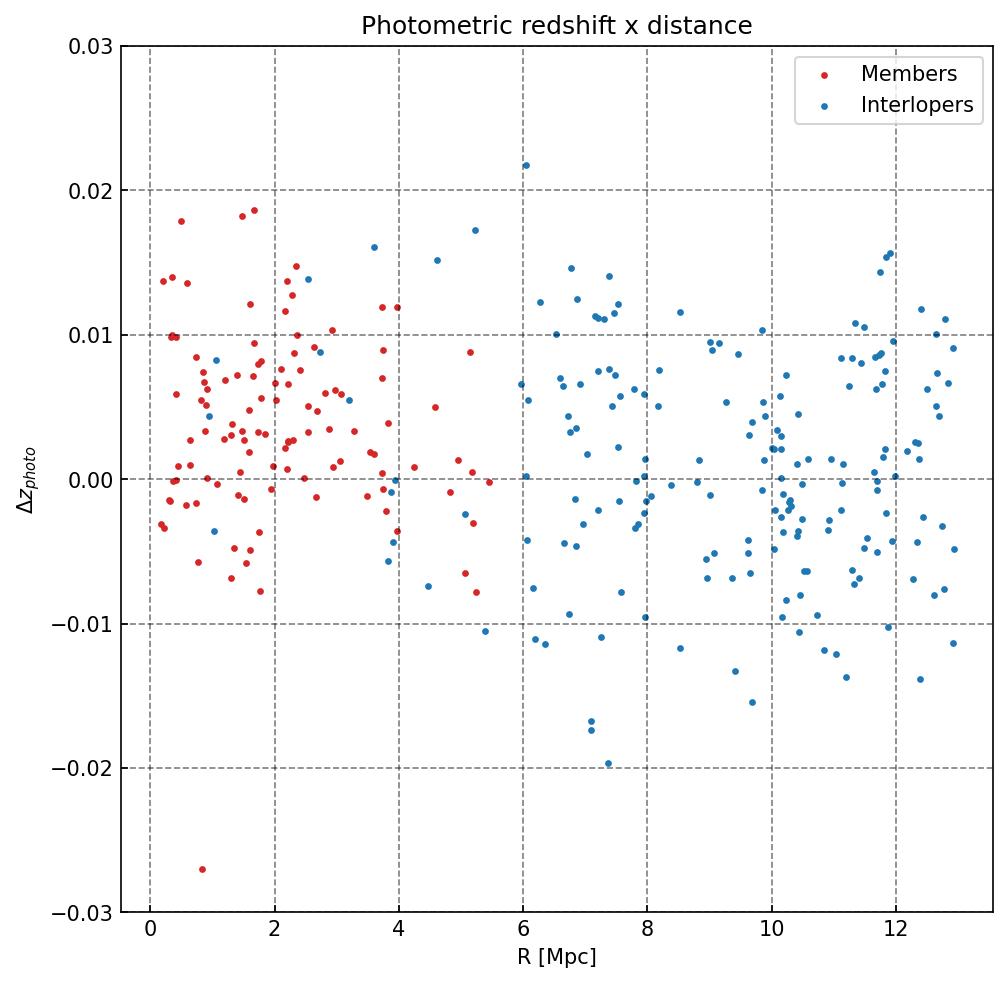 Photometric redshift x distance
Members
Interlopers
0.03
0.02
0.01
0.00
−0.01
−0.02
−0.03
Δz_photo
0 2 4 6 8 10 12
R [Mpc]